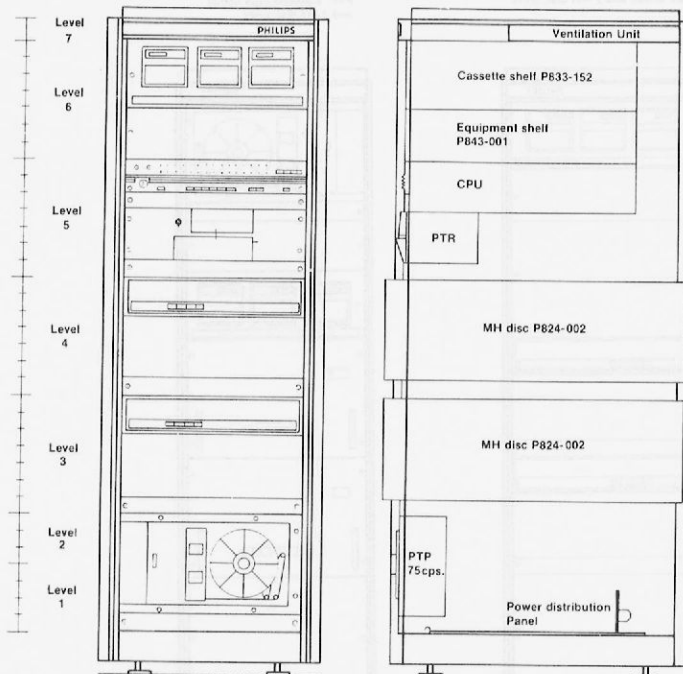 Level
7
Level
6
Level
5
Level
4
Level
3
Level
2
Level
1
PHILIPS
Ventilation Unit
Cassette shelf P833-152
Equipment shelf
P843-001
CPU
PTR
MH disc P824-002
MH disc P824-002
PTP
75cps.
Power distribution
Panel